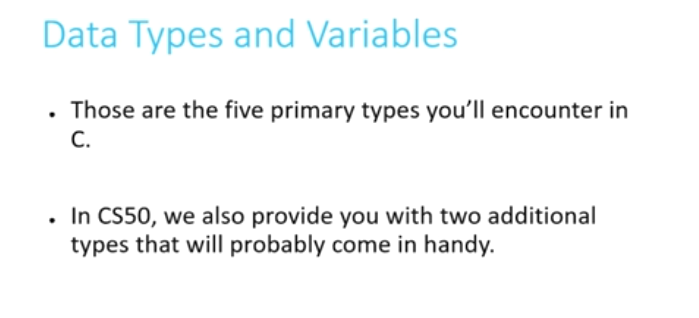 Data Types and Variables
• Those are the five primary types you'll encounter in
C.
• In CS50, we also provide you with two additional
types that will probably come in handy.